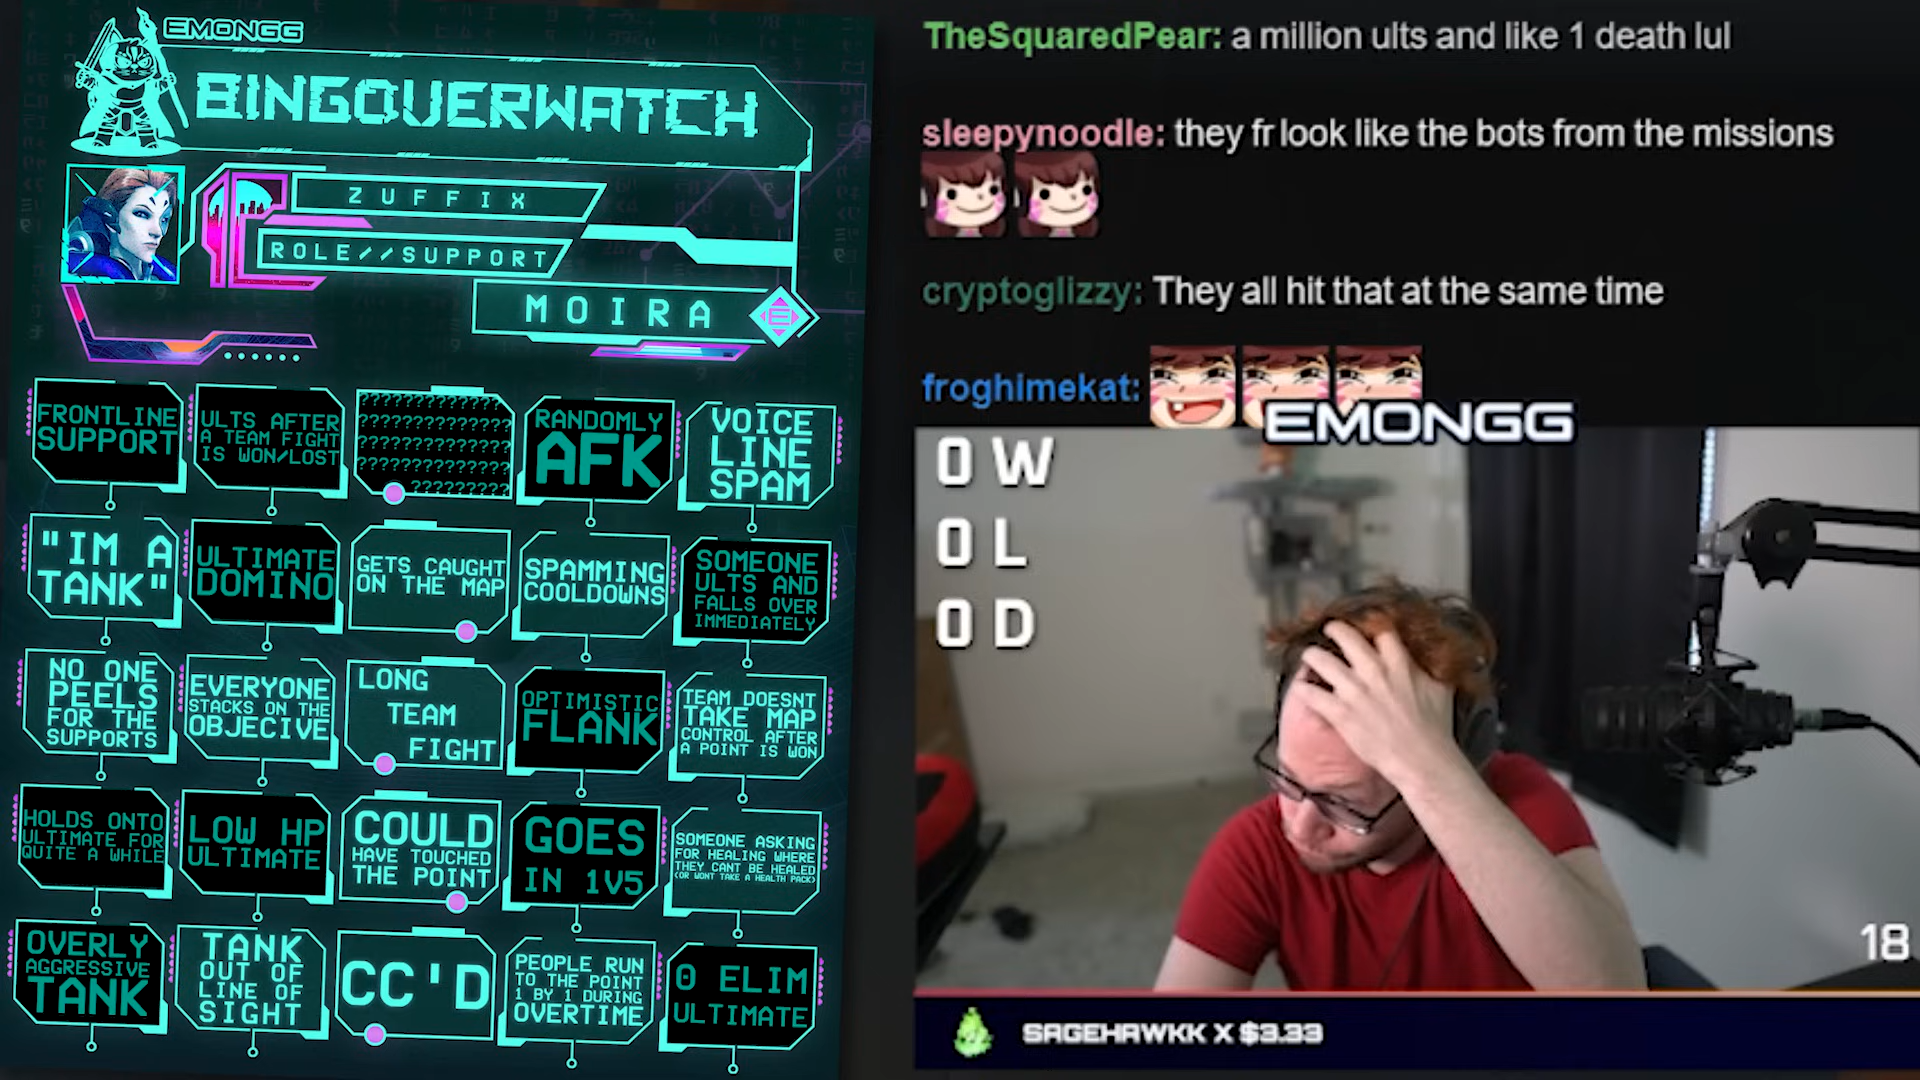 EMONGG
BINGOVERWATCH
ZUFFIX
ROLE//SUPPORT
MOIRA
FRONTLINE
SUPPORT
ULTS AFTER
A TEAM FIGHT
IS WON/LOST
??????????????
??????????????
??????????????
??????????????
?????????
RANDOMLY
AFK
VOICE
LINE
SPAM
"IM A
TANK"
ULTIMATE
DOMINO
GETS CAUGHT
ON THE MAP
SPAMMING
COOLDOWNS
SOMEONE
ULTS AND
FALLS OVER
IMMEDIATELY
NO ONE
PEELS
FOR THE
SUPPORTS
EVERYONE
STACKS ON THE
OBJECIVE
LONG
TEAM
FIGHT
OPTIMISTIC
FLANK
TEAM DOESNT
TAKE MAP
CONTROL AFTER
A POINT IS WON
HOLDS ONTO
ULTIMATE FOR
QUITE A WHILE
LOW HP
ULTIMATE
COULD
HAVE TOUCHED
THE POINT
GOES
IN 1V5
SOMEONE ASKING
FOR HEALING WHERE
THEY CANT BE HEALED
(OR WONT TAKE A HEALTH PACK)
OVERLY
AGGRESSIVE
TANK
TANK
OUT OF
LINE OF
SIGHT
CC'D
PEOPLE RUN
TO THE POINT
1 BY 1 DURING
OVERTIME
0 ELIM
ULTIMATE
TheSquaredPear: a million ults and like 1 death lul
sleepynoodle: they fr look like the bots from the missions
cryptoglizzy: They all hit that at the same time
froghimekat:
EMONGG
0 W
0 L
0 D
18
SAGEHAWKK X $3.33